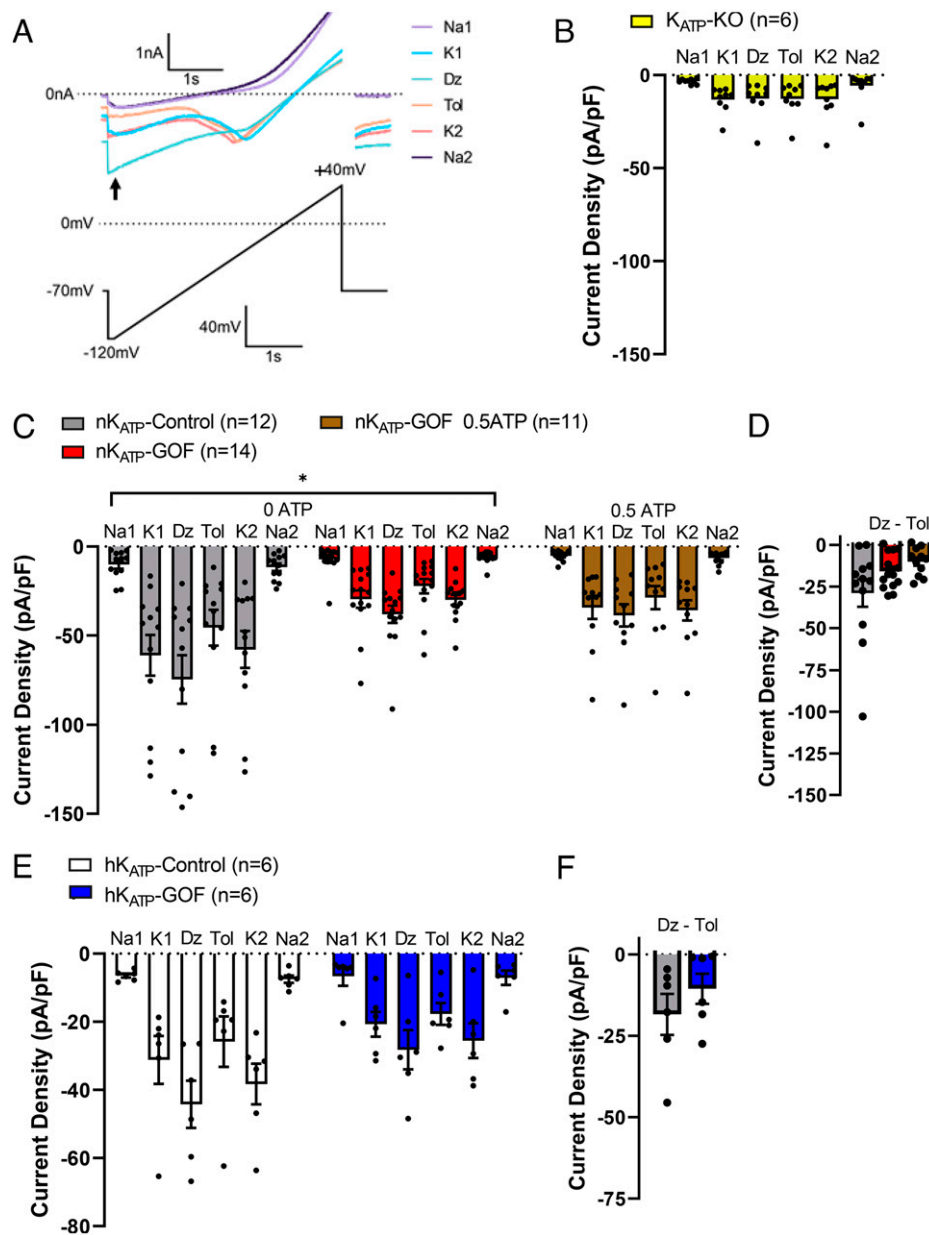 A
1nA
1s
0nA
Na1
K1
Dz
Tol
K2
Na2
+40mV
0mV
-70mV
-120mV
40mV
1s
B
KATP-KO (n=6)
Na1 K1 Dz Tol K2 Na2
0
-50
-100
-150
Current Density (pA/pF)
C
nKATP-Control (n=12)
nKATP-GOF 0.5ATP (n=11)
nKATP-GOF (n=14)
*
0 ATP
0.5 ATP
Na1 K1 Dz Tol K2 Na2 Na1 K1 Dz Tol K2 Na2 Na1 K1 Dz Tol K2 Na2
0
-50
-100
-150
Current Density (pA/pF)
D
Dz - Tol
0
-25
-50
-75
-100
-125
-150
Current Density (pA/pF)
E
hKATP-Control (n=6)
hKATP-GOF (n=6)
Na1 K1 Dz Tol K2 Na2 Na1 K1 Dz Tol K2 Na2
0
-20
-40
-60
-80
Current Density (pA/pF)
F
Dz - Tol
0
-25
-50
-75
Current Density (pA/pF)